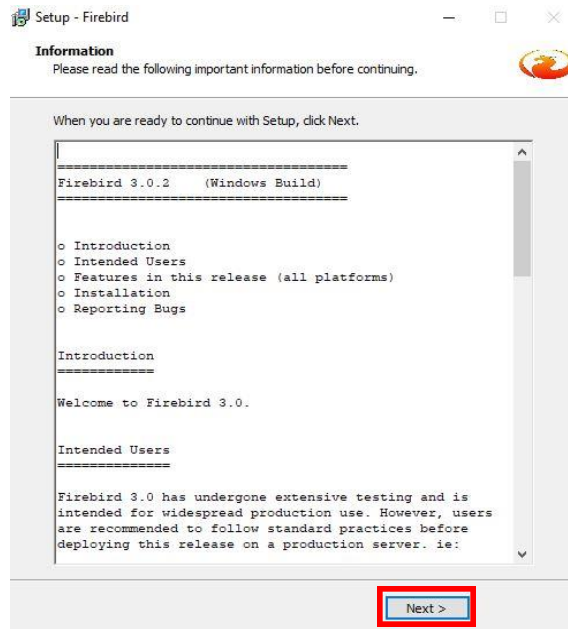 Setup - Firebird
Information
Please read the following important information before continuing.
When you are ready to continue with Setup, click Next.
=====================================
Firebird 3.0.2    (Windows Build)
=====================================
o Introduction
o Intended Users
o Features in this release (all platforms)
o Installation
o Reporting Bugs
Introduction
============
Welcome to Firebird 3.0.
Intended Users
==============
Firebird 3.0 has undergone extensive testing and is
intended for widespread production use. However, users
are recommended to follow standard practices before
deploying this release on a production server. ie:
Next >